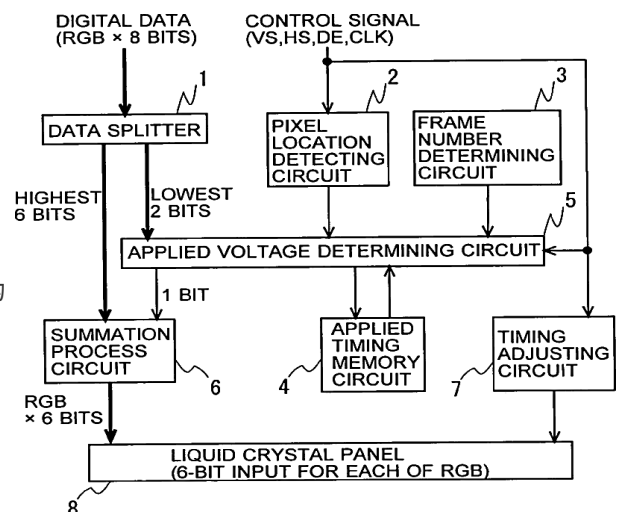 DIGITAL DATA
(RGB × 8 BITS)
CONTROL SIGNAL
(VS,HS,DE,CLK)
1
2
3
DATA SPLITTER
PIXEL
LOCATION
DETECTING
CIRCUIT
FRAME
NUMBER
DETERMINING
CIRCUIT
HIGHEST
6 BITS
LOWEST
2 BITS
5
APPLIED VOLTAGE DETERMINING CIRCUIT
1 BIT
SUMMATION
PROCESS
CIRCUIT
6
APPLIED
TIMING
MEMORY
CIRCUIT
4
TIMING
ADJUSTING
CIRCUIT
7
RGB
× 6 BITS
LIQUID CRYSTAL PANEL
(6-BIT INPUT FOR EACH OF RGB)
8